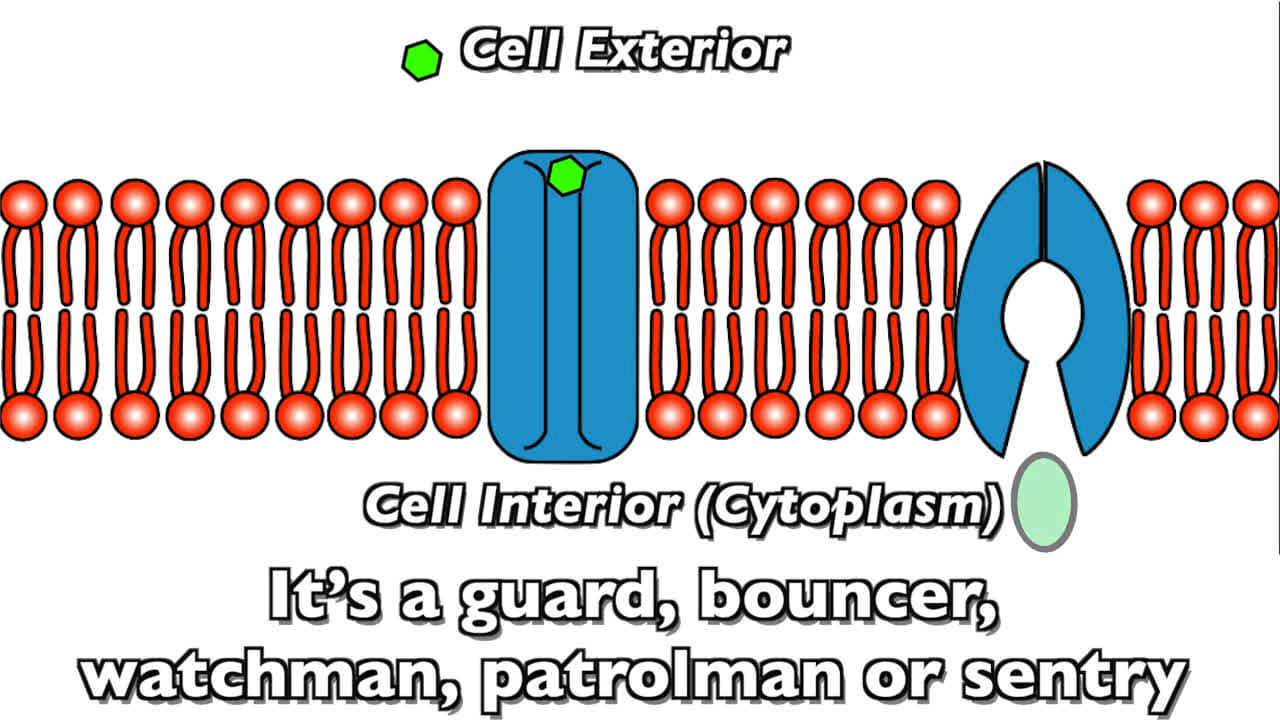 Cell Exterior
Cell Interior (Cytoplasm)
It’s a guard, bouncer,
watchman, patrolman or sentry